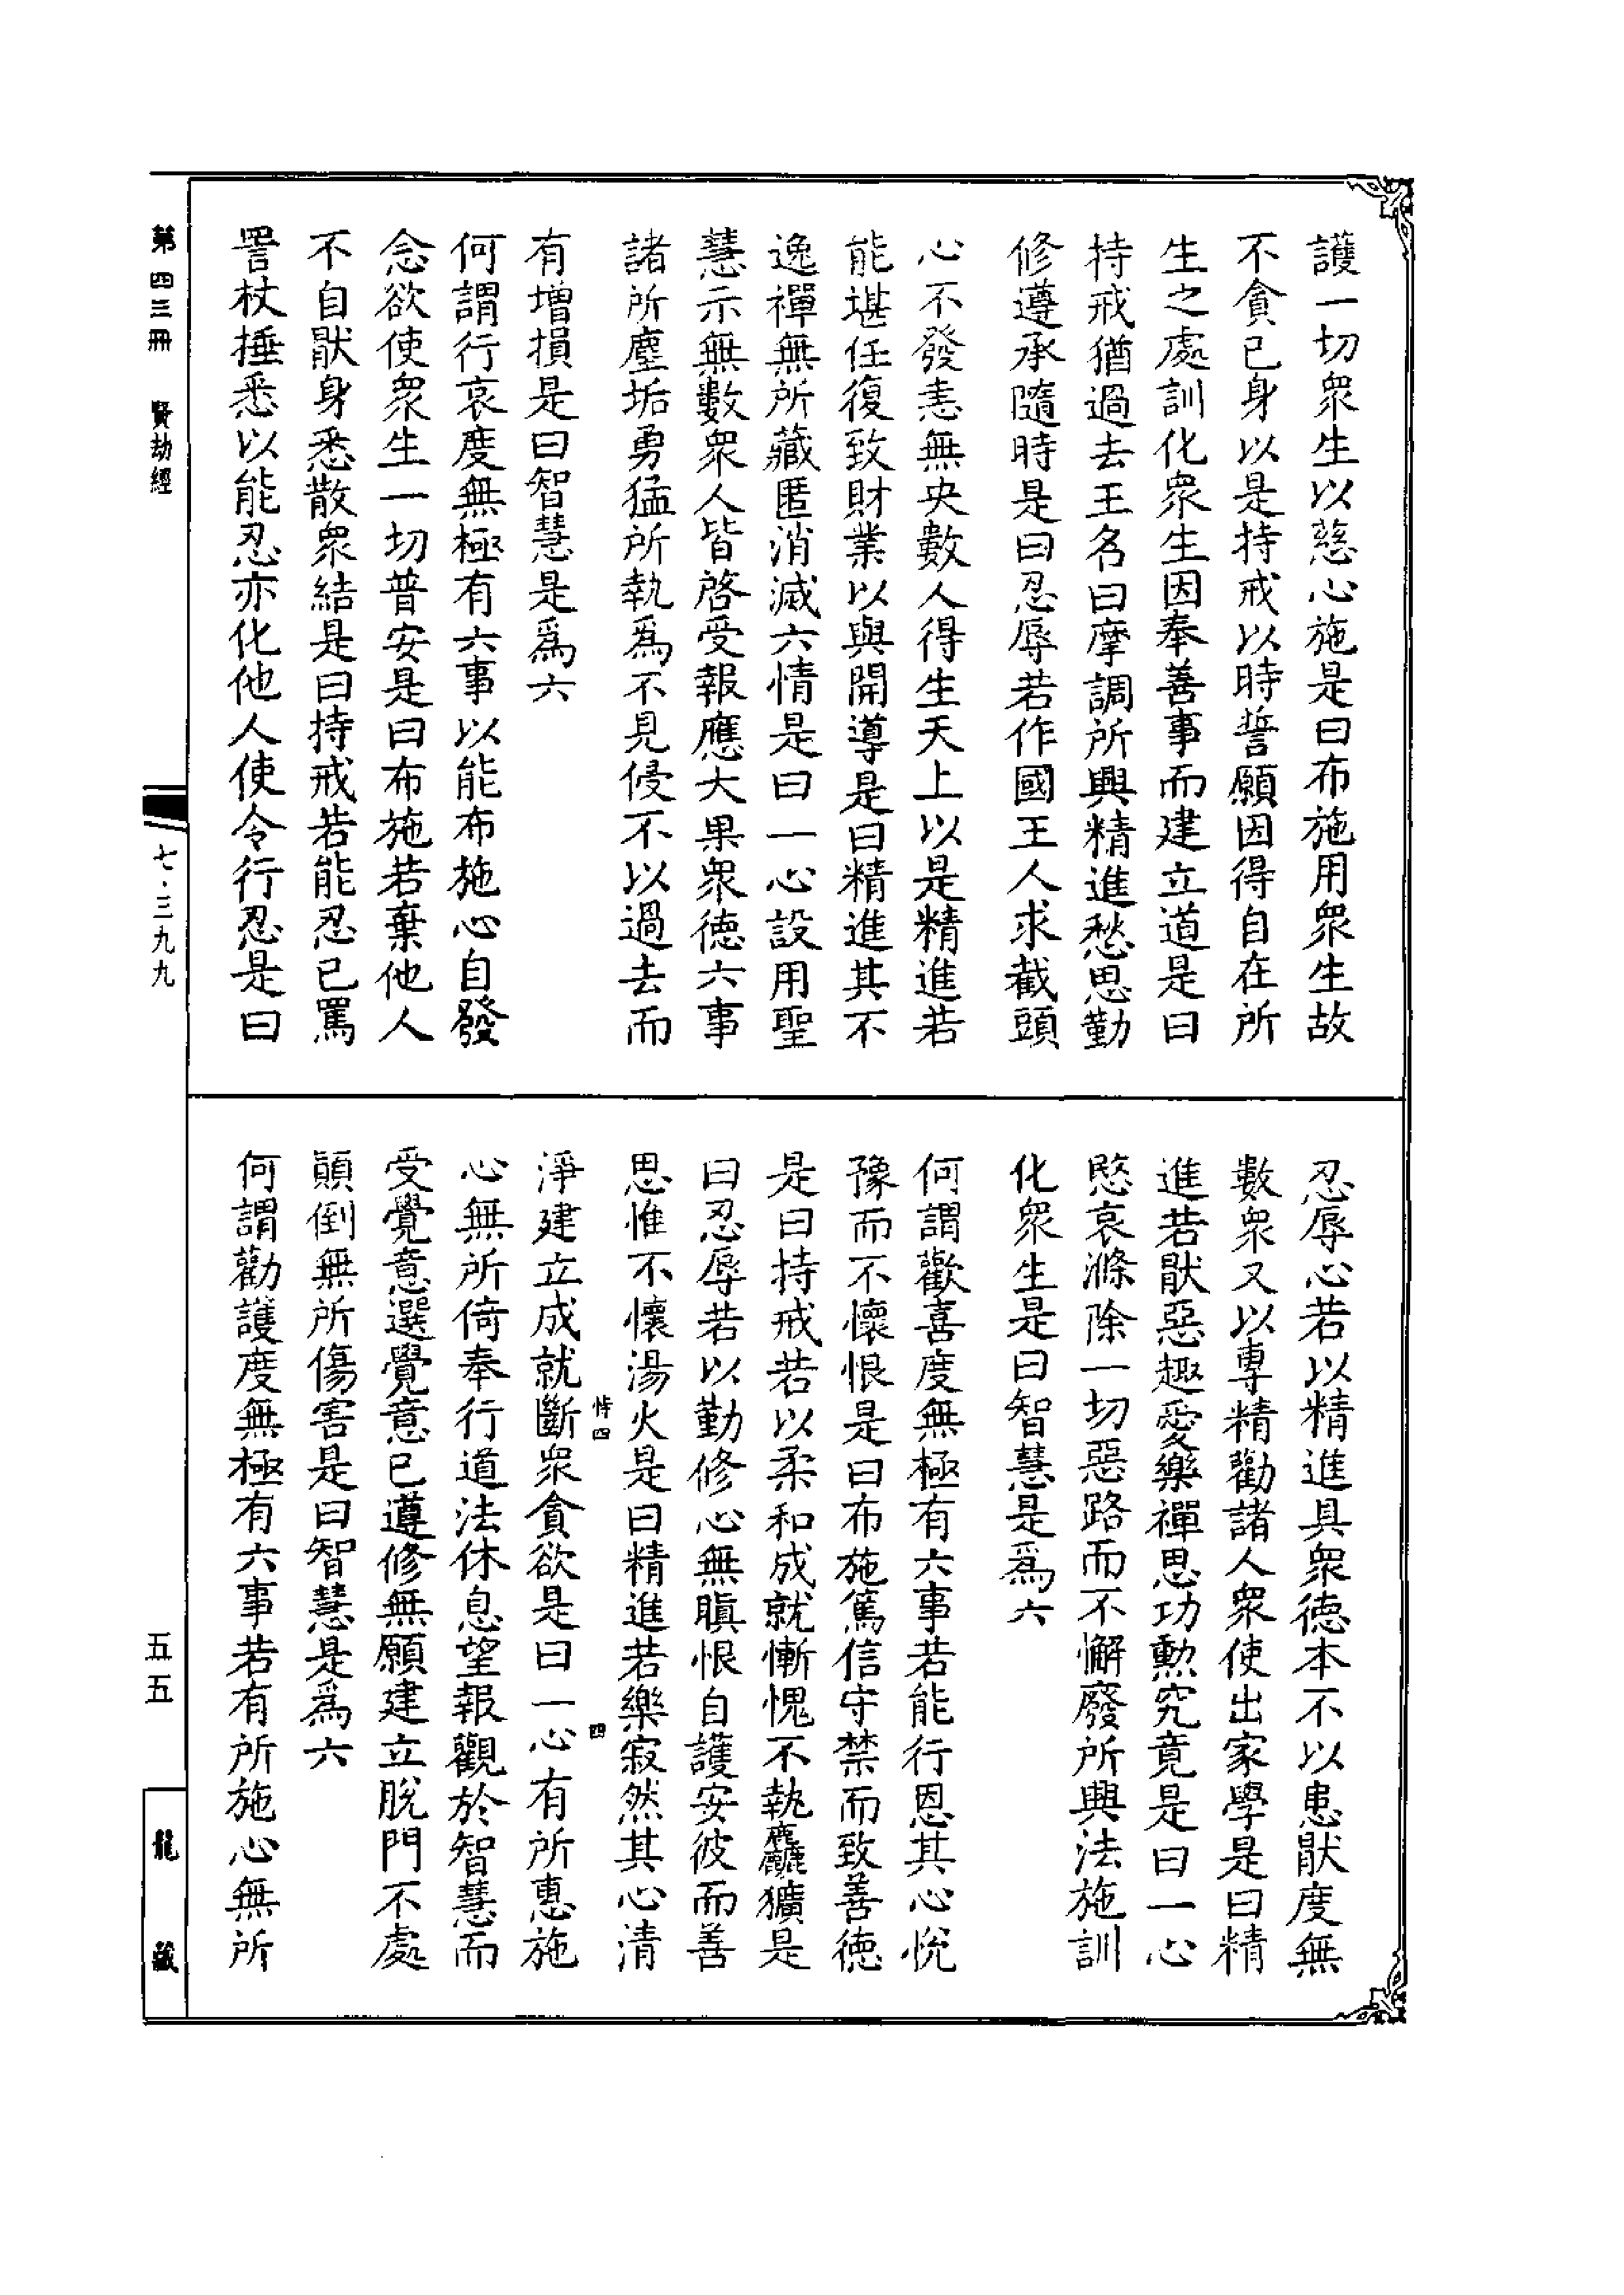 護一切衆生以慈心施是曰布施用衆生故
不貪己身以是持戒以時誓願因得自在所
生之處訓化衆生因奉善事而建立道是曰
持戒猶過去王名曰摩調所興精進愁思勤
修遵承隨時是曰忍辱若作國王人求截頭
心不發恚無央數人得生天上以是精進若
能堪任復致財業以與開導是曰精進其不
逸禪無所藏匿消滅六情是曰一心設用聖
慧示無數衆人皆啓受報應大果衆德六事
諸所塵垢勇猛所執爲不見侵不以過去而
有增損是曰智慧是爲六
何謂行哀度無極有六事以能布施心自發
念欲使衆生一切普安是曰布施若棄他人
不自猒身悉散衆結是曰持戒若能忍已罵
詈杖捶悉以能忍亦化他人使令行忍是曰
忍辱心若以精進具衆德本不以患猒度無
數衆又以專精勸諸人衆使出家學是曰精
進若猒惡趣愛樂禪思功勲究竟是曰一心
愍哀滌除一切惡路而不懈廢所興法施訓
化衆生是曰智慧是爲六
何謂歡喜度無極有六事若能行恩其心悅
豫而不懷恨是曰布施篤信守禁而致善德
是曰持戒若以柔和成就慚愧不執麤獷是
曰忍辱若以勤修心無瞋恨自護安彼而善
思惟不懷湯火是曰精進若樂寂然其心清
淨建立成就斷衆貪欲是曰一心有所惠施
心無所倚奉行道法休息望報觀於智慧而
受覺意選覺意已遵修無願建立脫門不處
顛倒無所傷害是曰智慧是爲六
何謂勸護度無極有六事若有所施心無所
恃四
四
第四三冊 賢劫經
七·三九九
五五
龍藏